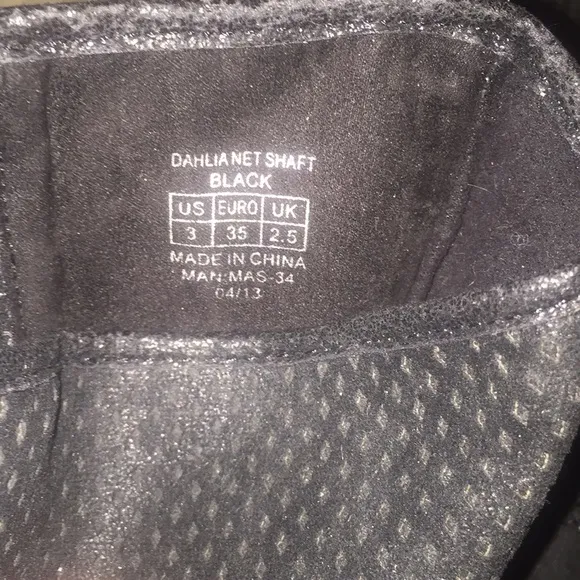 DAHLIA NET SHAFT
BLACK
US EURO UK
3 35 2.5
MADE IN CHINA
MAN:MAS-34
04/13